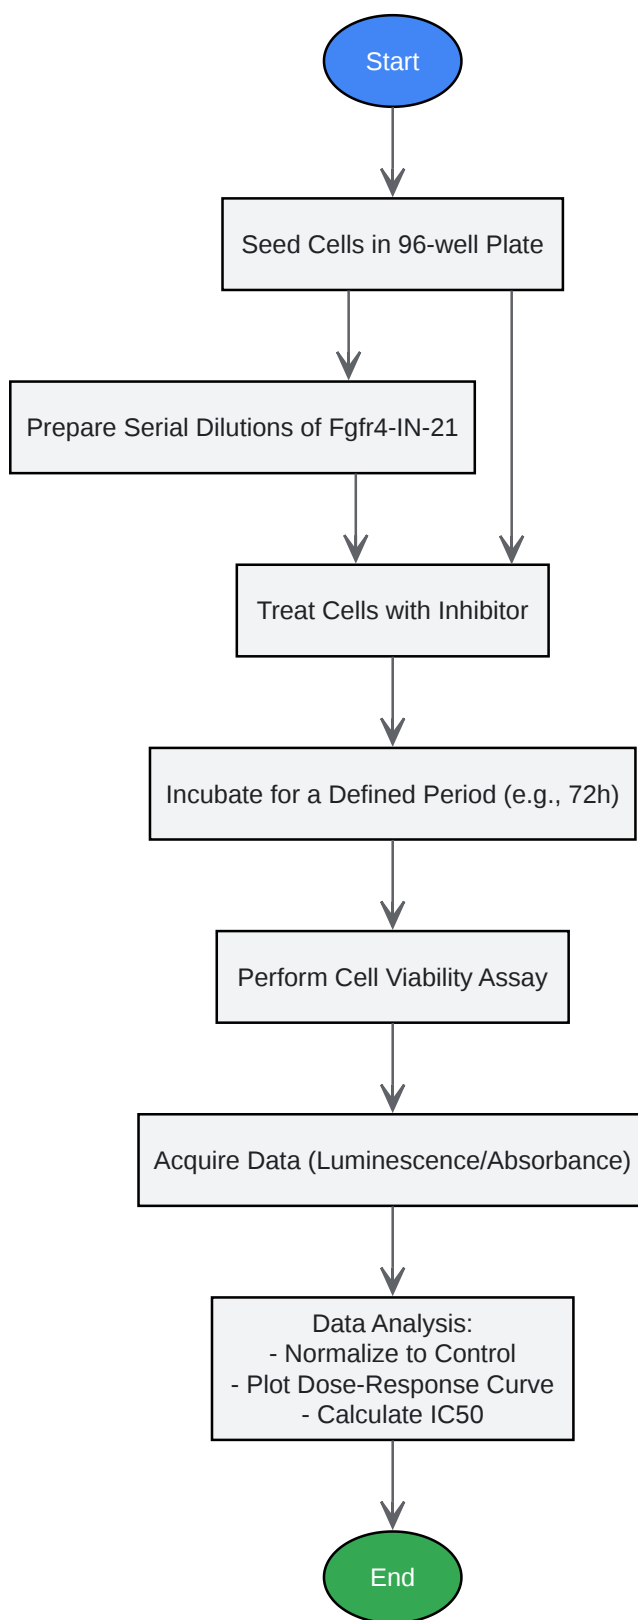 Start
Seed Cells in 96-well Plate
Prepare Serial Dilutions of Fgfr4-IN-21
Treat Cells with Inhibitor
Incubate for a Defined Period (e.g., 72h)
Perform Cell Viability Assay
Acquire Data (Luminescence/Absorbance)
Data Analysis:
- Normalize to Control
- Plot Dose-Response Curve
- Calculate IC50
End